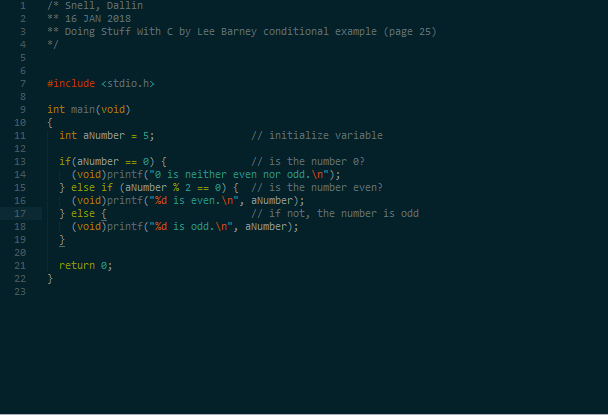 1 /* Snell, Dallin
2 ** 16 JAN 2018
3 ** Doing Stuff With C by Lee Barney conditional example (page 25)
4 */
5
6
7 #include <stdio.h>
8
9 int main(void)
10 {
11   int aNumber = 5;                // initialize variable
12
13   if(aNumber == 0) {              // is the number 0?
14     (void)printf("0 is neither even nor odd.\n");
15   } else if (aNumber % 2 == 0) {  // is the number even?
16     (void)printf("%d is even.\n", aNumber);
17   } else {                        // if not, the number is odd
18     (void)printf("%d is odd.\n", aNumber);
19   }
20
21   return 0;
22 }
23